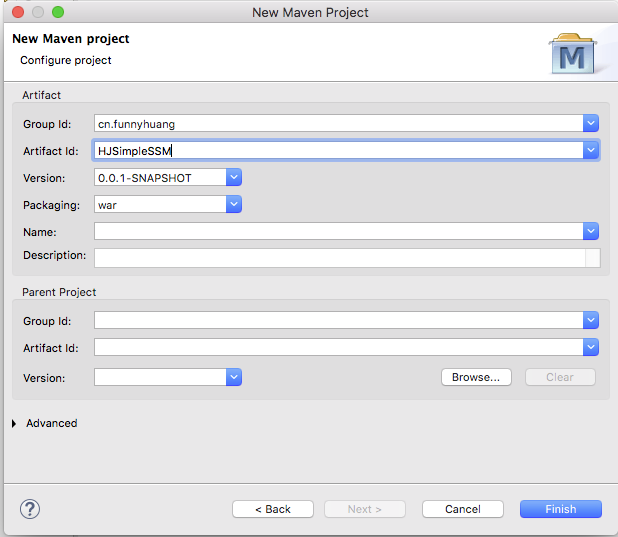 New Maven Project
New Maven project
Configure project
M
Artifact
Group Id: cn.funnyhuang
Artifact Id: HJSimpleSSM
Version: 0.0.1-SNAPSHOT
Packaging: war
Name:
Description:
Parent Project
Group Id:
Artifact Id:
Version: Browse... Clear
Advanced
? < Back Next > Cancel Finish